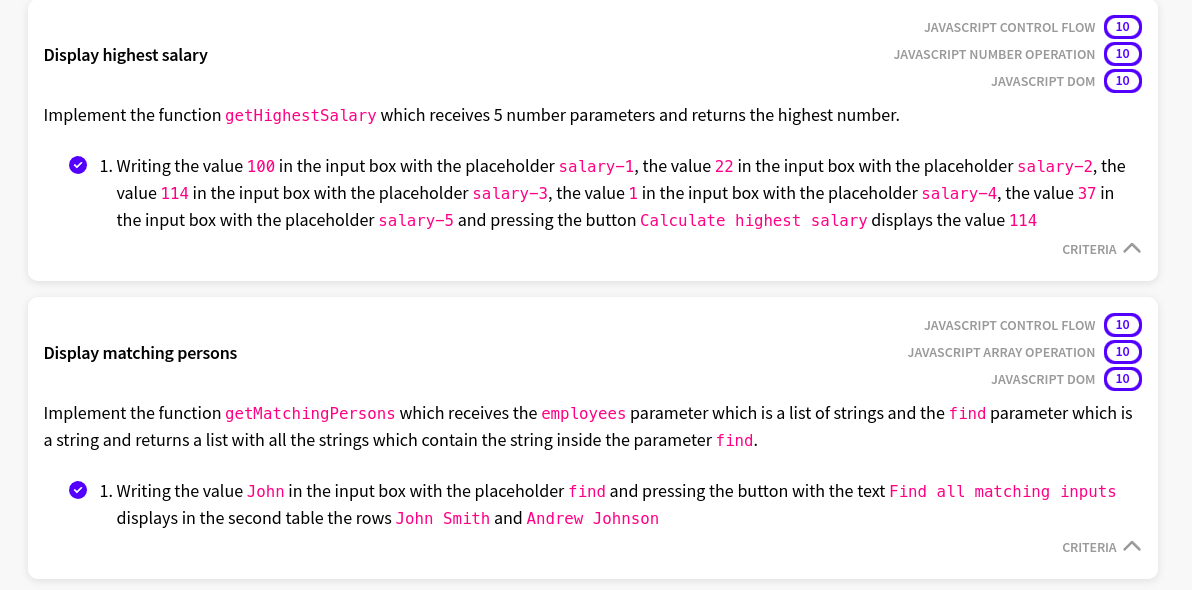 JAVASCRIPT CONTROL FLOW 10
Display highest salary
JAVASCRIPT NUMBER OPERATION 10
JAVASCRIPT DOM 10
Implement the function getHighestSalary which receives 5 number parameters and returns the highest number.
1. Writing the value 100 in the input box with the placeholder salary-1, the value 22 in the input box with the placeholder salary-2, the
value 114 in the input box with the placeholder salary-3, the value 1 in the input box with the placeholder salary-4, the value 37 in
the input box with the placeholder salary-5 and pressing the button Calculate highest salary displays the value 114
CRITERIA
JAVASCRIPT CONTROL FLOW 10
Display matching persons
JAVASCRIPT ARRAY OPERATION 10
JAVASCRIPT DOM 10
Implement the function getMatchingPersons which receives the employees parameter which is a list of strings and the find parameter which is
a string and returns a list with all the strings which contain the string inside the parameter find.
1. Writing the value John in the input box with the placeholder find and pressing the button with the text Find all matching inputs
displays in the second table the rows John Smith and Andrew Johnson
CRITERIA